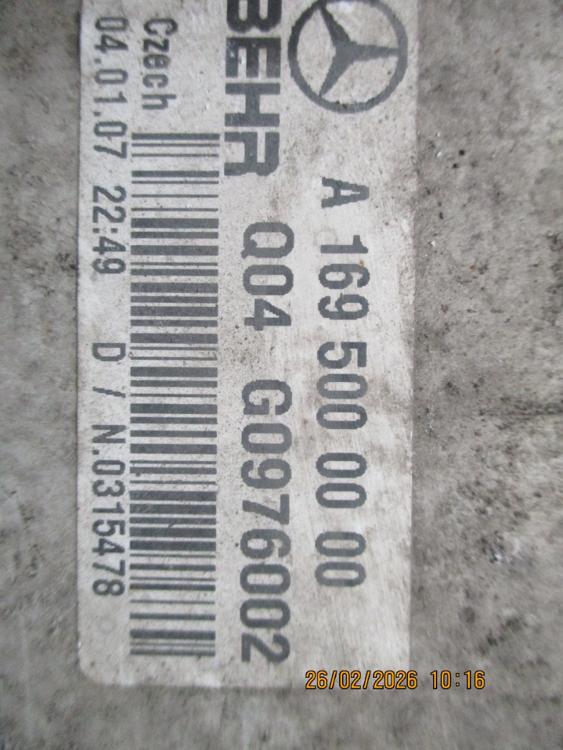 A 169 500 00 00
BEHR Q04 G0976002
Czech
04.01.07 22:49 D / N.0315478
26/02/2026 10:16